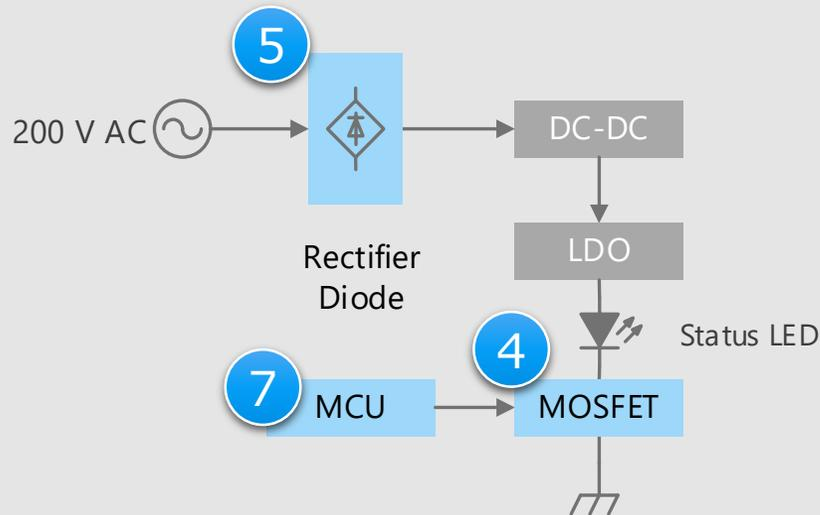 5
200 V AC
DC-DC
LDO
Rectifier
Diode
Status LED
4
7
MCU
MOSFET